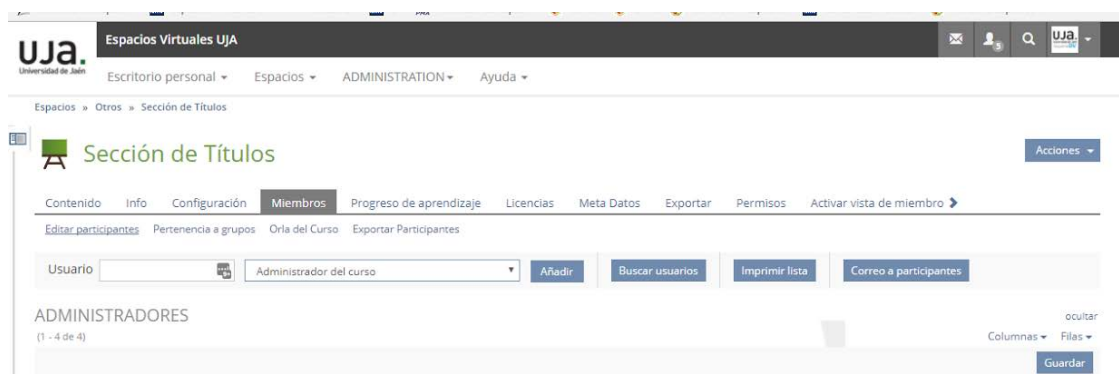 uja.
Universidad de Jaén
Espacios Virtuales UJA
5
uja.
Escritorio personal Espacios ADMINISTRATION Ayuda
Espacios » Otros » Sección de Títulos
Sección de Títulos
Acciones
Contenido Info Configuración Miembros Progreso de aprendizaje Licencias Meta Datos Exportar Permisos Activar vista de miembro
Editar participantes Pertenencia a grupos Orla del Curso Exportar Participantes
Usuario Administrador del curso Añadir Buscar usuarios Imprimir lista Correo a participantes
ADMINISTRADORES
ocultar
(1 - 4 de 4) Columnas Filas
Guardar